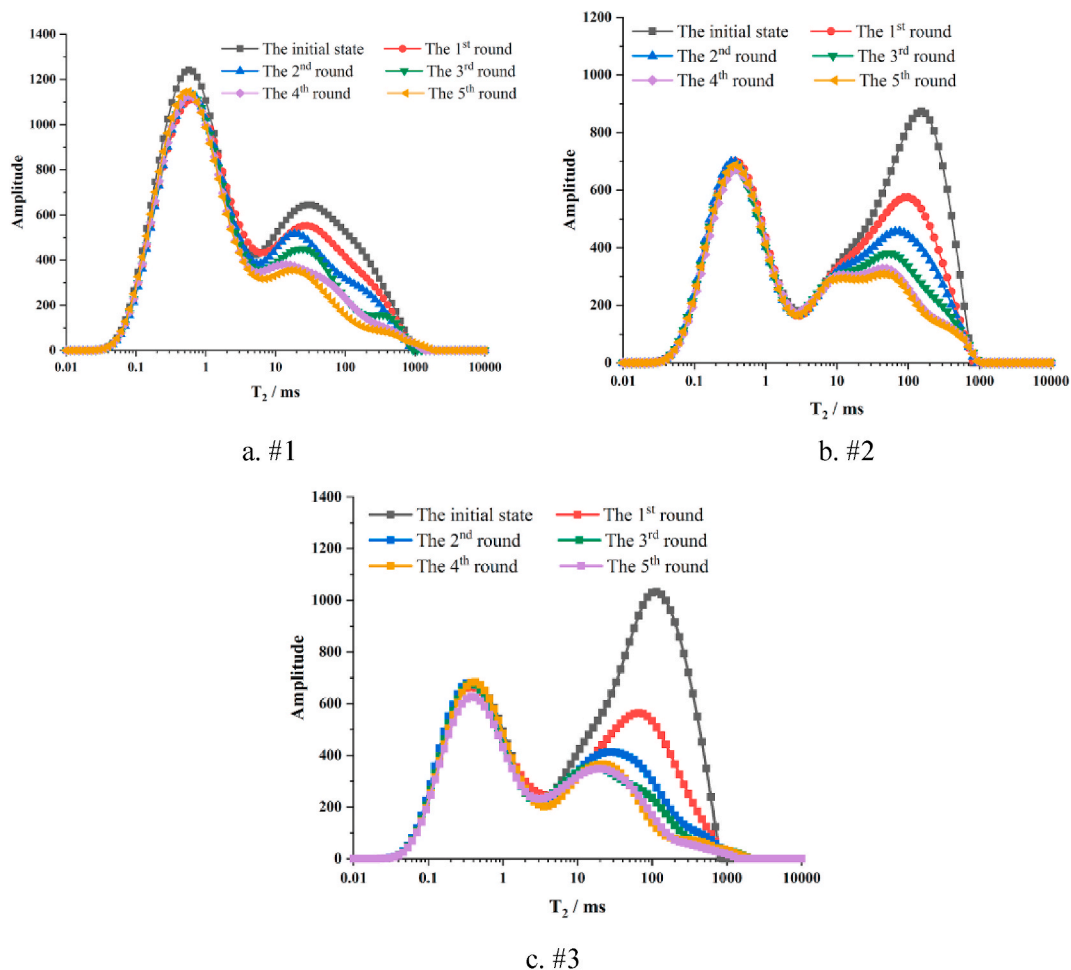 1400
1200
1000
800
600
400
200
0
Amplitude
The initial state
The 1st round
The 2nd round
The 3rd round
The 4th round
The 5th round
0.01 0.1 1 10 100 1000 10000
T2 / ms
a. #1
1200
1000
800
600
400
200
0
Amplitude
The initial state
The 1st round
The 2nd round
The 3rd round
The 4th round
The 5th round
0.01 0.1 1 10 100 1000 10000
T2 / ms
b. #2
1400
1200
1000
800
600
400
200
0
Amplitude
The initial state
The 1st round
The 2nd round
The 3rd round
The 4th round
The 5th round
0.01 0.1 1 10 100 1000 10000
T2 / ms
c. #3